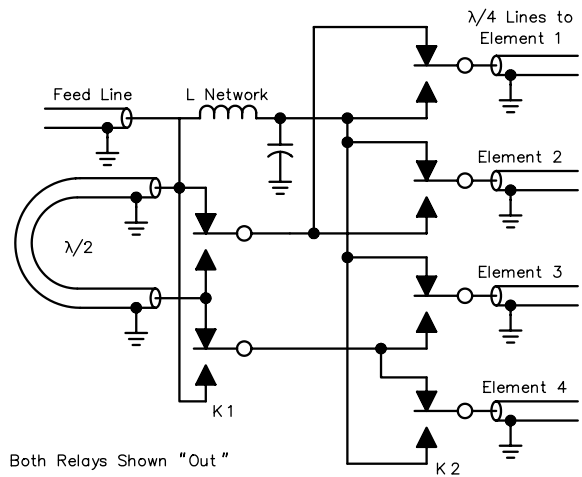 λ/4 Lines to
Element 1
Feed Line
L Network
Element 2
λ/2
Element 3
Element 4
K1
K2
Both Relays Shown "Out"